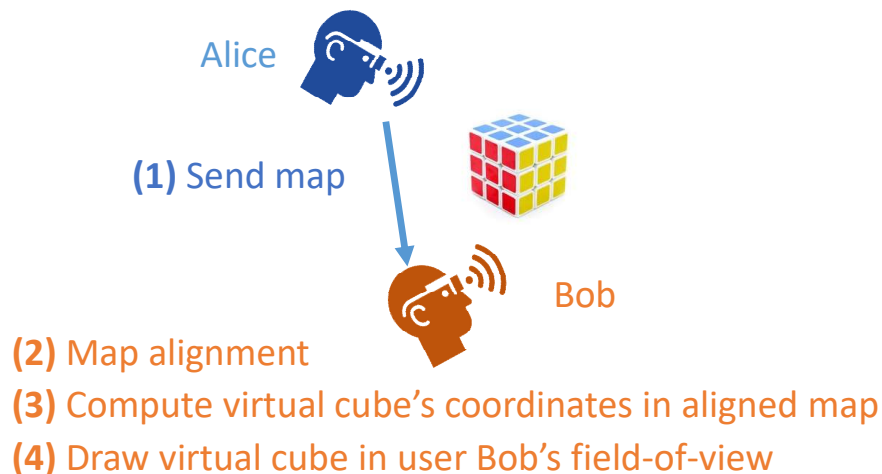 Alice
(1) Send map
Bob
(2) Map alignment
(3) Compute virtual cube's coordinates in aligned map
(4) Draw virtual cube in user Bob's field-of-view